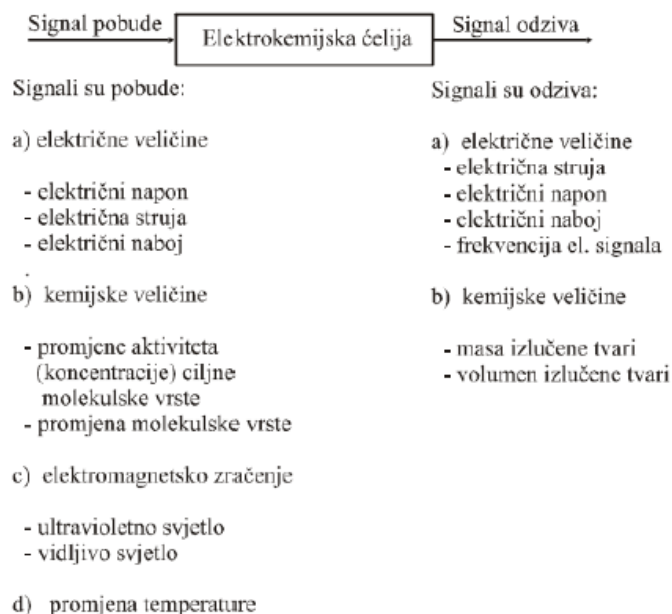 Signal pobude
Elektrokemijska ćelija
Signal odziva
Signali su pobude:
a) električne veličine
- električni napon
- električna struja
- električni naboj
b) kemijske veličine
- promjene aktiviteta
(koncentracije) ciljne
molekulske vrste
- promjena molekulske vrste
c) elektromagnetsko zračenje
- ultravioletno svjetlo
- vidljivo svjetlo
d) promjena temperature
Signali su odziva:
a) električne veličine
- električna struja
- električni napon
- električni naboj
- frekvencija el. signala
b) kemijske veličine
- masa izlučene tvari
- volumen izlučene tvari